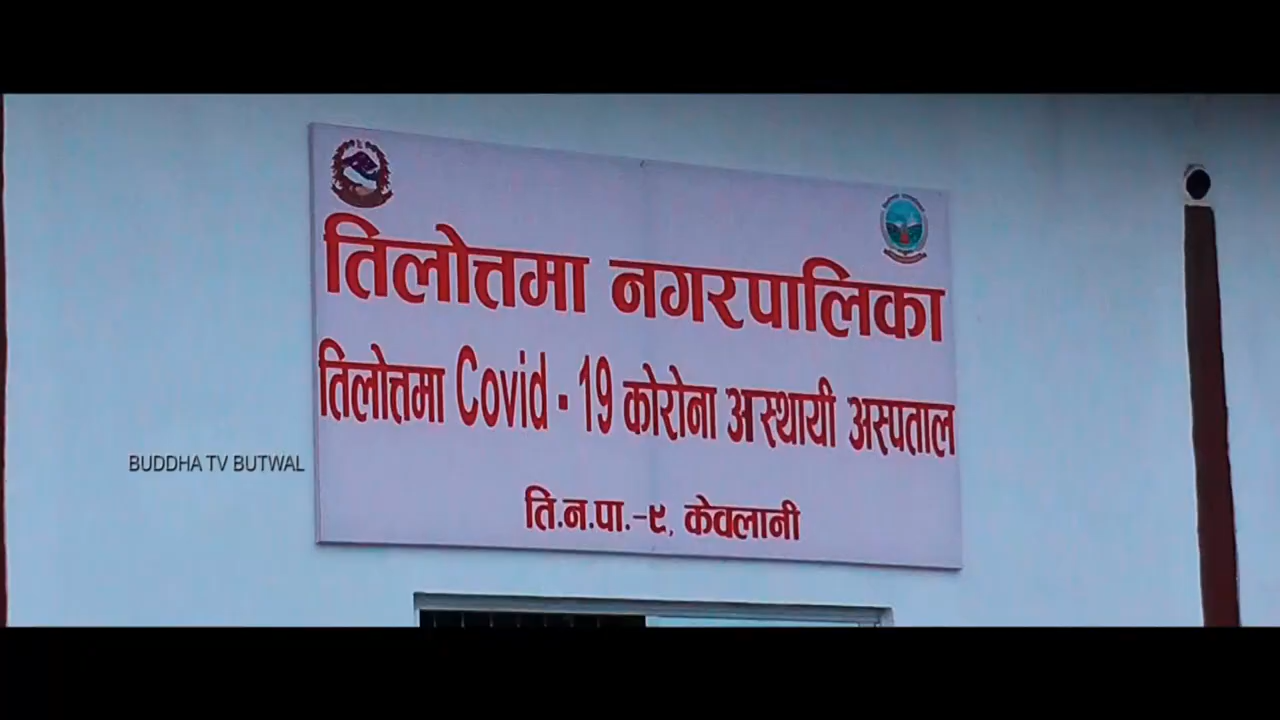 तिलोत्तमा नगरपालिका
तिलोत्तमा Covid - 19 कोरोना अस्थायी अस्पताल
ति.न.पा.-९, केवलानी
BUDDHA TV BUTWAL